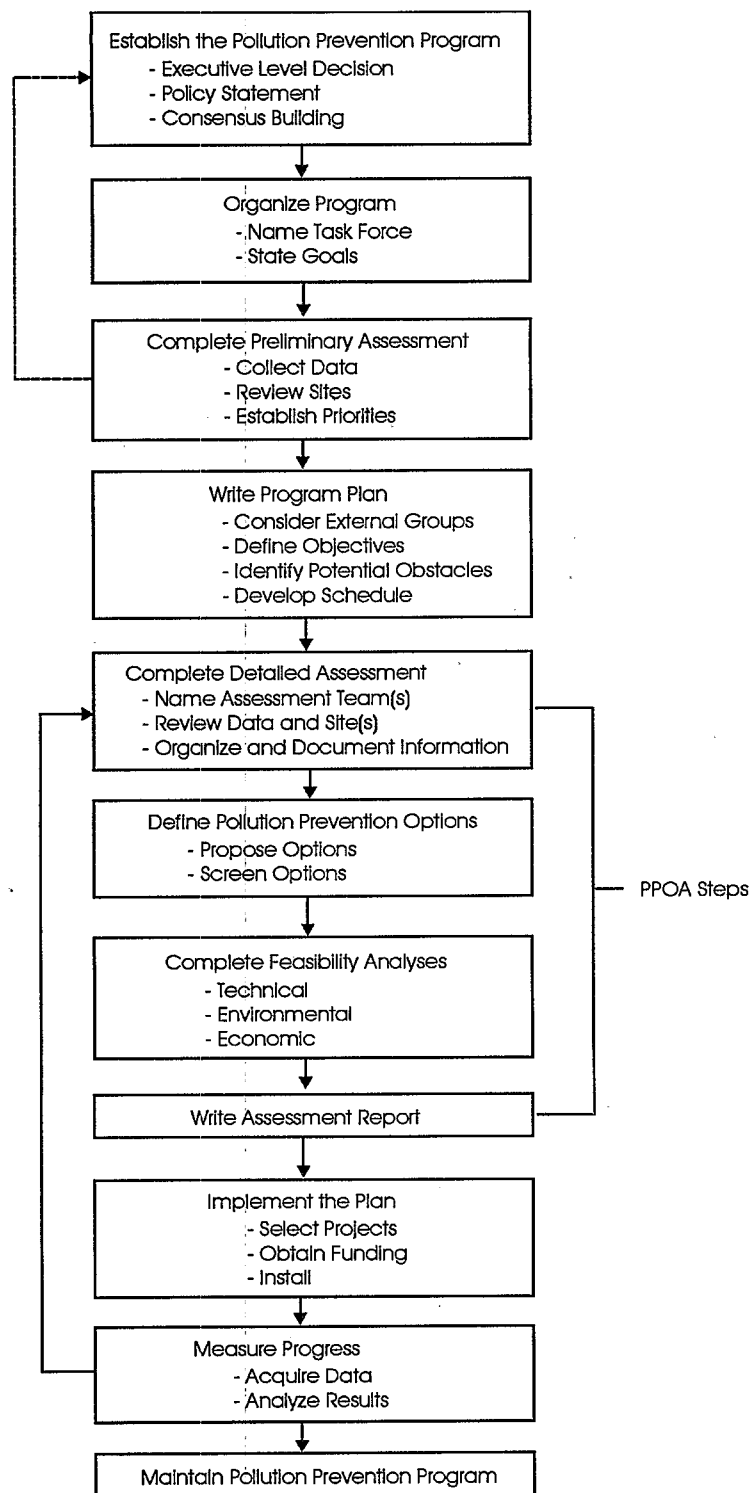 Establish the Pollution Prevention Program
- Executive Level Decision
- Policy Statement
- Consensus Building
Organize Program
- Name Task Force
- State Goals
Complete Preliminary Assessment
- Collect Data
- Review Sites
- Establish Priorities
Write Program Plan
- Consider External Groups
- Define Objectives
- Identify Potential Obstacles
- Develop Schedule
Complete Detailed Assessment
- Name Assessment Team(s)
- Review Data and Site(s)
- Organize and Document Information
Define Pollution Prevention Options
- Propose Options
- Screen Options
PPOA Steps
Complete Feasibility Analyses
- Technical
- Environmental
- Economic
Write Assessment Report
Implement the Plan
- Select Projects
- Obtain Funding
- Install
Measure Progress
- Acquire Data
- Analyze Results
Maintain Pollution Prevention Program